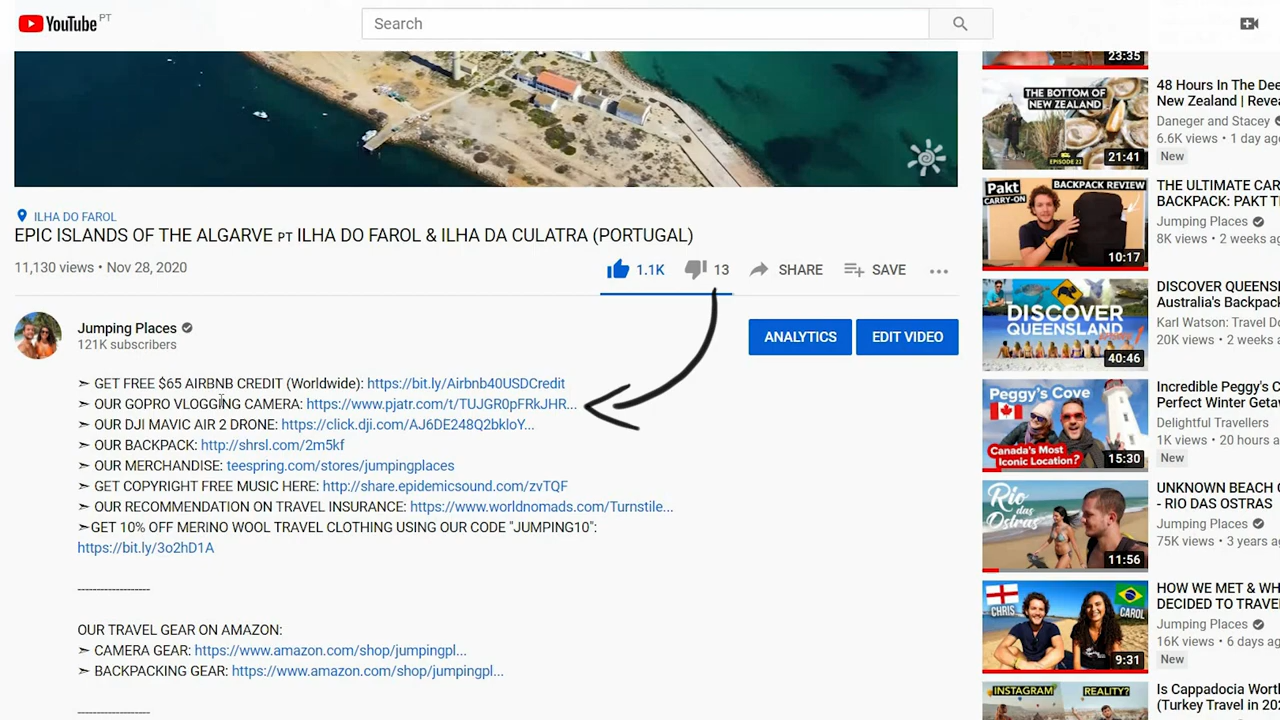 YouTube PT
Search
ILHA DO FAROL
EPIC ISLANDS OF THE ALGARVE PT ILHA DO FAROL & ILHA DA CULATRA (PORTUGAL)
11,130 views • Nov 28, 2020
1.1K
13
SHARE
SAVE
Jumping Places
121K subscribers
ANALYTICS
EDIT VIDEO
➣ GET FREE $65 AIRBNB CREDIT (Worldwide): https://bit.ly/Airbnb40USDCredit
➣ OUR GOPRO VLOGGING CAMERA: https://www.pjatr.com/t/TUJGR0pFRkJHR...
➣ OUR DJI MAVIC AIR 2 DRONE: https://click.dji.com/AJ6DE248Q2bkIoY...
➣ OUR BACKPACK: http://shrsl.com/2m5kf
➣ OUR MERCHANDISE: teespring.com/stores/jumpingplaces
➣ GET COPYRIGHT FREE MUSIC HERE: http://share.epidemicsound.com/zvTQF
➣ OUR RECOMMENDATION ON TRAVEL INSURANCE: https://www.worldnomads.com/Turnstile...
➣GET 10% OFF MERINO WOOL TRAVEL CLOTHING USING OUR CODE "JUMPING10":
https://bit.ly/3o2hD1A
-------------------
OUR TRAVEL GEAR ON AMAZON:
➣ CAMERA GEAR: https://www.amazon.com/shop/jumpingpl...
➣ BACKPACKING GEAR: https://www.amazon.com/shop/jumpingpl...
-------------------
23:35
THE BOTTOM OF
NEW ZEALAND
EPISODE 22
21:41
48 Hours In The Dee
New Zealand | Reve
Daneger and Stacey
6.6K views • 1 day ago
New
Pakt
CARRY-ON
BACKPACK REVIEW
10:17
THE ULTIMATE CAR
BACKPACK: PAKT T
Jumping Places
8K views • 2 weeks a
DISCOVER
QUEENSLAND
40:46
DISCOVER QUEENSL
Australia's Backpac
Karl Watson: Travel Do
20K views • 2 weeks
Peggy's Cove
Canada's Most
Iconic Location?
15:30
Incredible Peggy's C
Perfect Winter Getaw
Delightful Travellers
1K views • 20 hours a
New
Rio
das
Ostras
11:56
UNKNOWN BEACH C
- RIO DAS OSTRAS
Jumping Places
75K views • 3 years ag
CHRIS
CAROL
9:31
HOW WE MET & WH
DECIDED TO TRAVE
Jumping Places
16K views • 6 days ag
New
INSTAGRAM
REALITY?
Is Cappadocia Worth
(Turkey Travel in 202